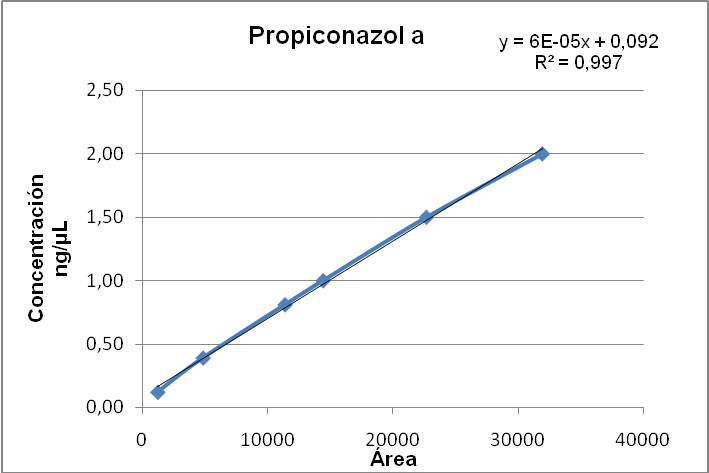 Propiconazol a
y = 6E-05x + 0,092
R² = 0,997
Concentración
ng/µL
2,50
2,00
1,50
1,00
0,50
0,00
0 10000 20000 30000 40000
Área